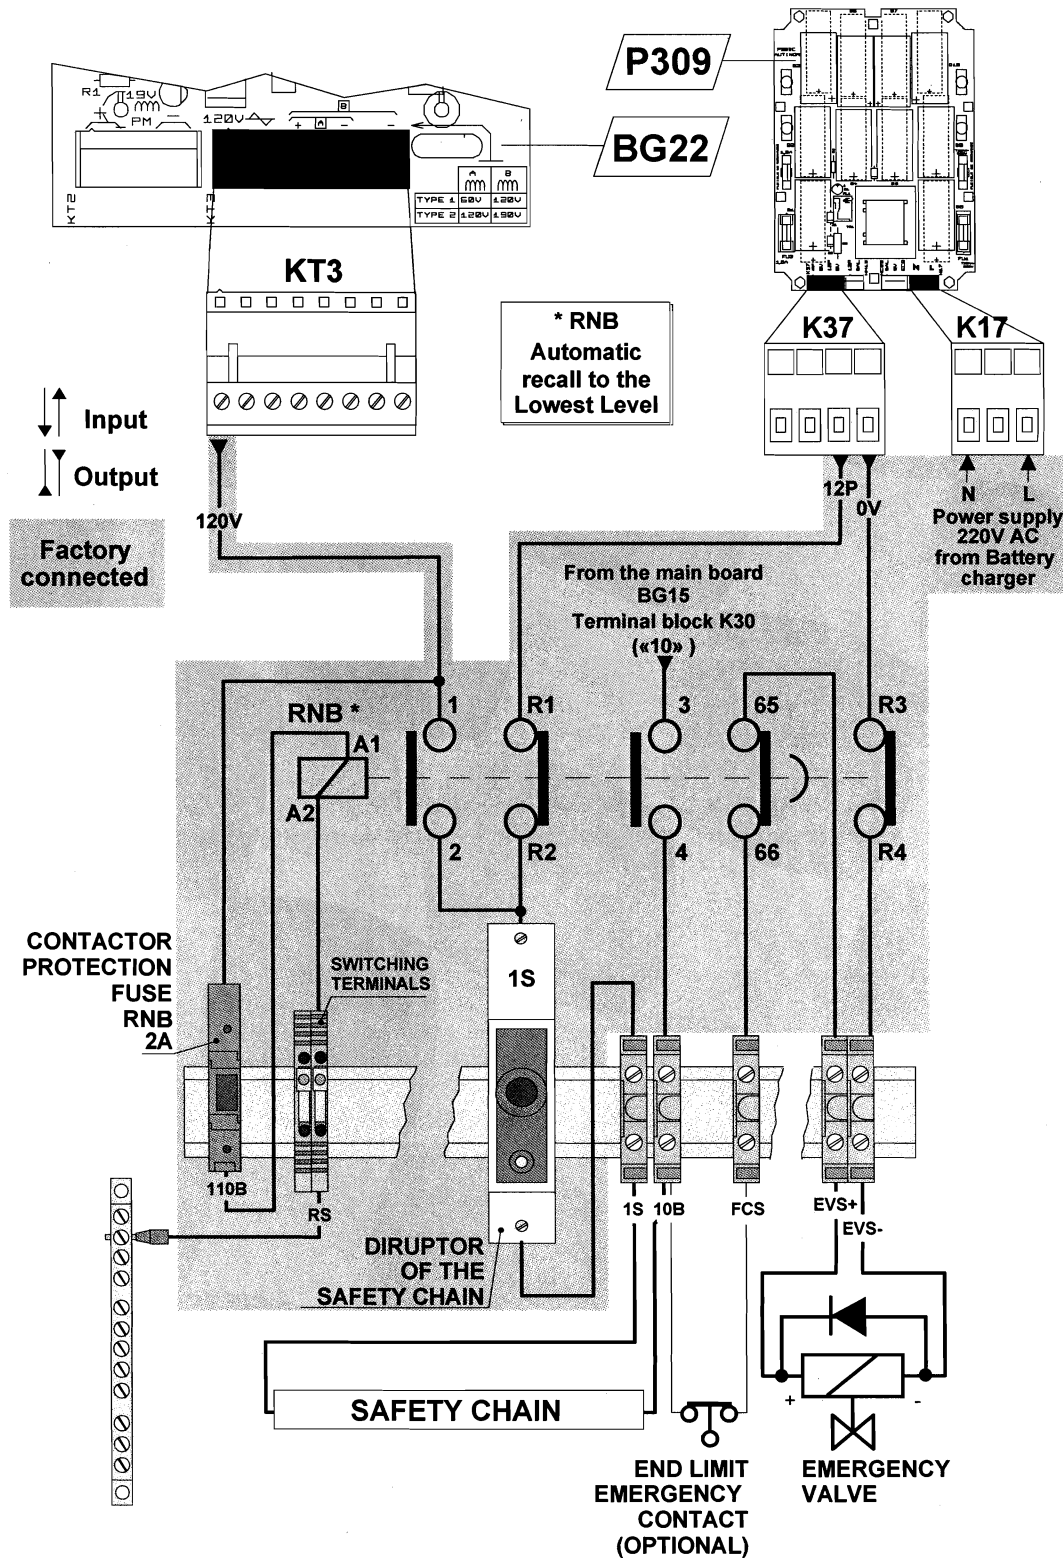 P309
BG22
R1
19V
PM
120V
B
A
+ - -
A B
TYPE 1 60V 120V
TYPE 2 120V 190V
KT2
KT3
KT3
* RNB
Automatic
recall to the
Lowest Level
K37
K17
Input
Output
120V
12P
0V
N L
Power supply
220V AC
from Battery
charger
Factory
connected
From the main board
BG15
Terminal block K30
(«10» )
RNB *
A1
A2
1
R1
3
65
R3
2
R2
4
66
R4
CONTACTOR
PROTECTION
FUSE
RNB
2A
SWITCHING
TERMINALS
1S
110B
RS
1S
10B
FCS
EVS+
EVS-
DIRUPTOR
OF THE
SAFETY CHAIN
SAFETY CHAIN
+ -
END LIMIT
EMERGENCY
CONTACT
(OPTIONAL)
EMERGENCY
VALVE